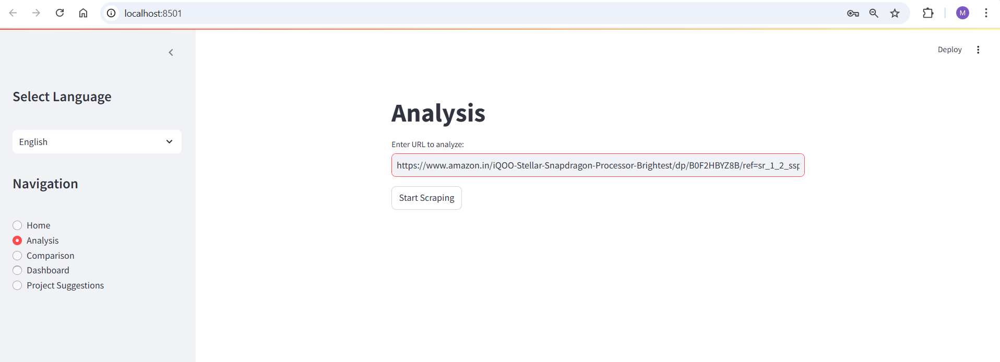 localhost:8501
M
Deploy
Select Language
English
Navigation
Home
Analysis
Comparison
Dashboard
Project Suggestions
Analysis
Enter URL to analyze:
https://www.amazon.in/iQOO-Stellar-Snapdragon-Processor-Brightest/dp/B0F2HBYZ8B/ref=sr_1_2_ssp
Start Scraping